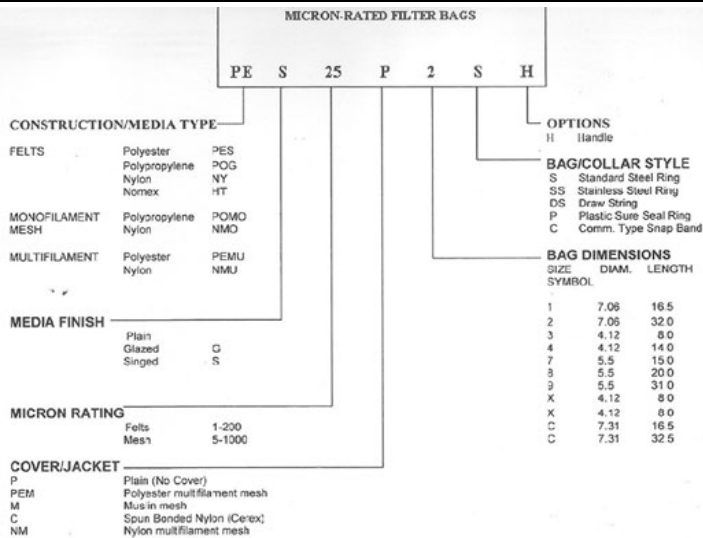 MICRON-RATED FILTER BAGS
PE S 25 P 2 S H
CONSTRUCTION/MEDIA TYPE
FELTS Polyester PES
Polypropylene POG
Nylon NY
Nomex HT
MONOFILAMENT Polypropylene POMO
MESH Nylon NMO
MULTIFILAMENT Polyester PEMU
Nylon NMU
MEDIA FINISH
Plain
Glazed G
Singed S
MICRON RATING
Felts 1-200
Mesh 5-1000
COVER/JACKET
P Plain (No Cover)
PEM Polyester multifilament mesh
M Muslin mesh
C Spun Bonded Nylon (Cerex)
NM Nylon multifilament mesh
OPTIONS
H Handle
BAG/COLLAR STYLE
S Standard Steel Ring
SS Stainless Steel Ring
DS Draw String
P Plastic Sure Seal Ring
C Comm. Type Snap Band
BAG DIMENSIONS
SIZE DIAM. LENGTH
SYMBOL
1 7.06 16.5
2 7.06 32.0
3 4.12 8.0
4 4.12 14.0
7 5.5 15.0
8 5.5 20.0
9 5.5 31.0
X 4.12 8.0
X 4.12 8.0
C 7.31 16.5
C 7.31 32.5